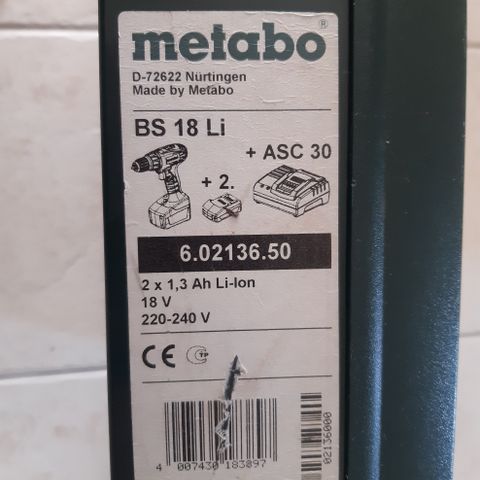 metabo®
D-72622 Nürtingen
Made by Metabo
BS 18 Li
+ ASC 30
+ 2.
6.02136.50
2 x 1,3 Ah Li-Ion
18 V
220-240 V
CE
4 007430 183097
02136000